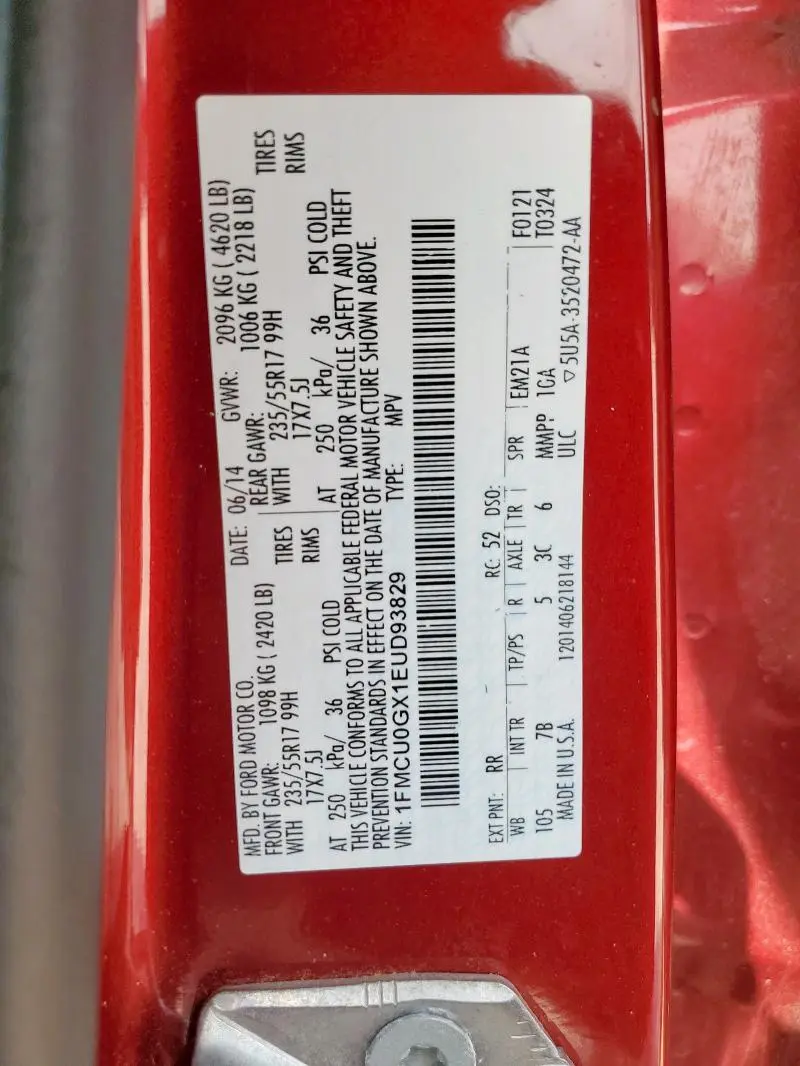 MFD. BY FORD MOTOR CO.
DATE: 06/14 GVWR: 2096 KG ( 4620 LB)
FRONT GAWR: 1098 KG ( 2420 LB) REAR GAWR: 1006 KG ( 2218 LB)
WITH 235/55R17 99H TIRES WITH 235/55R17 99H TIRES
17X7.5J RIMS 17X7.5J RIMS
AT 250 kPa/ 36 PSI COLD AT 250 kPa/ 36 PSI COLD
THIS VEHICLE CONFORMS TO ALL APPLICABLE FEDERAL MOTOR VEHICLE SAFETY AND THEFT
PREVENTION STANDARDS IN EFFECT ON THE DATE OF MANUFACTURE SHOWN ABOVE.
VIN: 1FMCU0GX1EUD93829 TYPE: MPV
EXT PNT: RR RC: 52 DSO:
WB INT TR TP/PS R AXLE TR SPR EM21A F0121
105 7B 5 3C 6 MMPP 1GA T0324
MADE IN U.S.A. 1201406218144 ULC ▽5U5A-3520472-AA